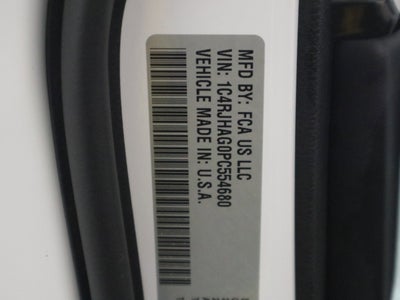 MFD BY: FCA US LLC
VIN: 1C4RJHAG0PC554680
VEHICLE MADE IN: U.S.A.